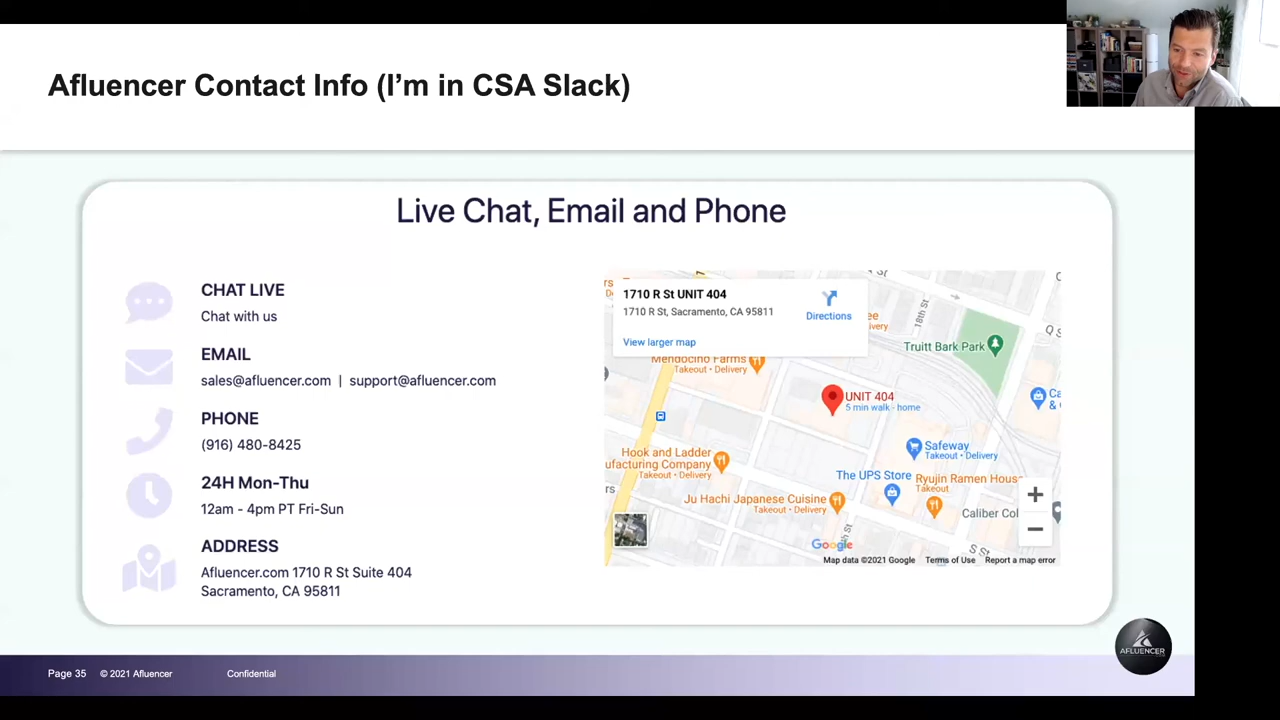 Afluencer Contact Info (I’m in CSA Slack)
Live Chat, Email and Phone
CHAT LIVE
Chat with us
EMAIL
sales@afluencer.com | support@afluencer.com
PHONE
(916) 480-8425
24H Mon-Thu
12am - 4pm PT Fri-Sun
ADDRESS
Afluencer.com 1710 R St Suite 404
Sacramento, CA 95811
1710 R St UNIT 404
1710 R St, Sacramento, CA 95811
Directions
View larger map
18th St
Q S
Truitt Bark Park
Mendocino Farms
Takeout • Delivery
UNIT 404
5 min walk - home
Ca
& C
Hook and Ladder
ufacturing Company
Takeout • Delivery
Safeway
Takeout • Delivery
The UPS Store
Ryujin Ramen House
Takeout
Ju Hachi Japanese Cuisine
Takeout • Delivery
Caliber Col
S St
Google
Map data ©2021 Google
Terms of Use
Report a map error
Page 35
© 2021 Afluencer
Confidential
AFLUENCER